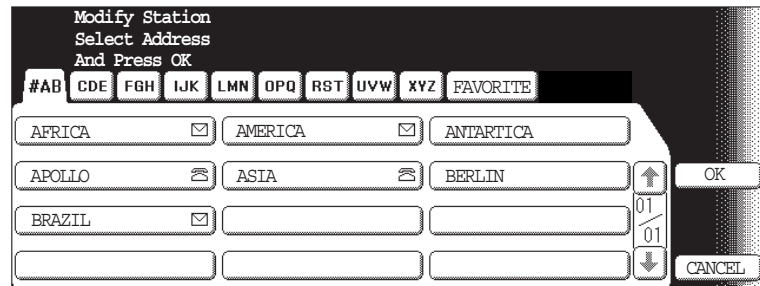 Modify Station
Select Address
And Press OK
#AB CDE FGH IJK LMN OPQ RST UVW XYZ FAVORITE
AFRICA AMERICA ANTARTICA
APOLLO ASIA BERLIN OK
BRAZIL 01
01
CANCEL